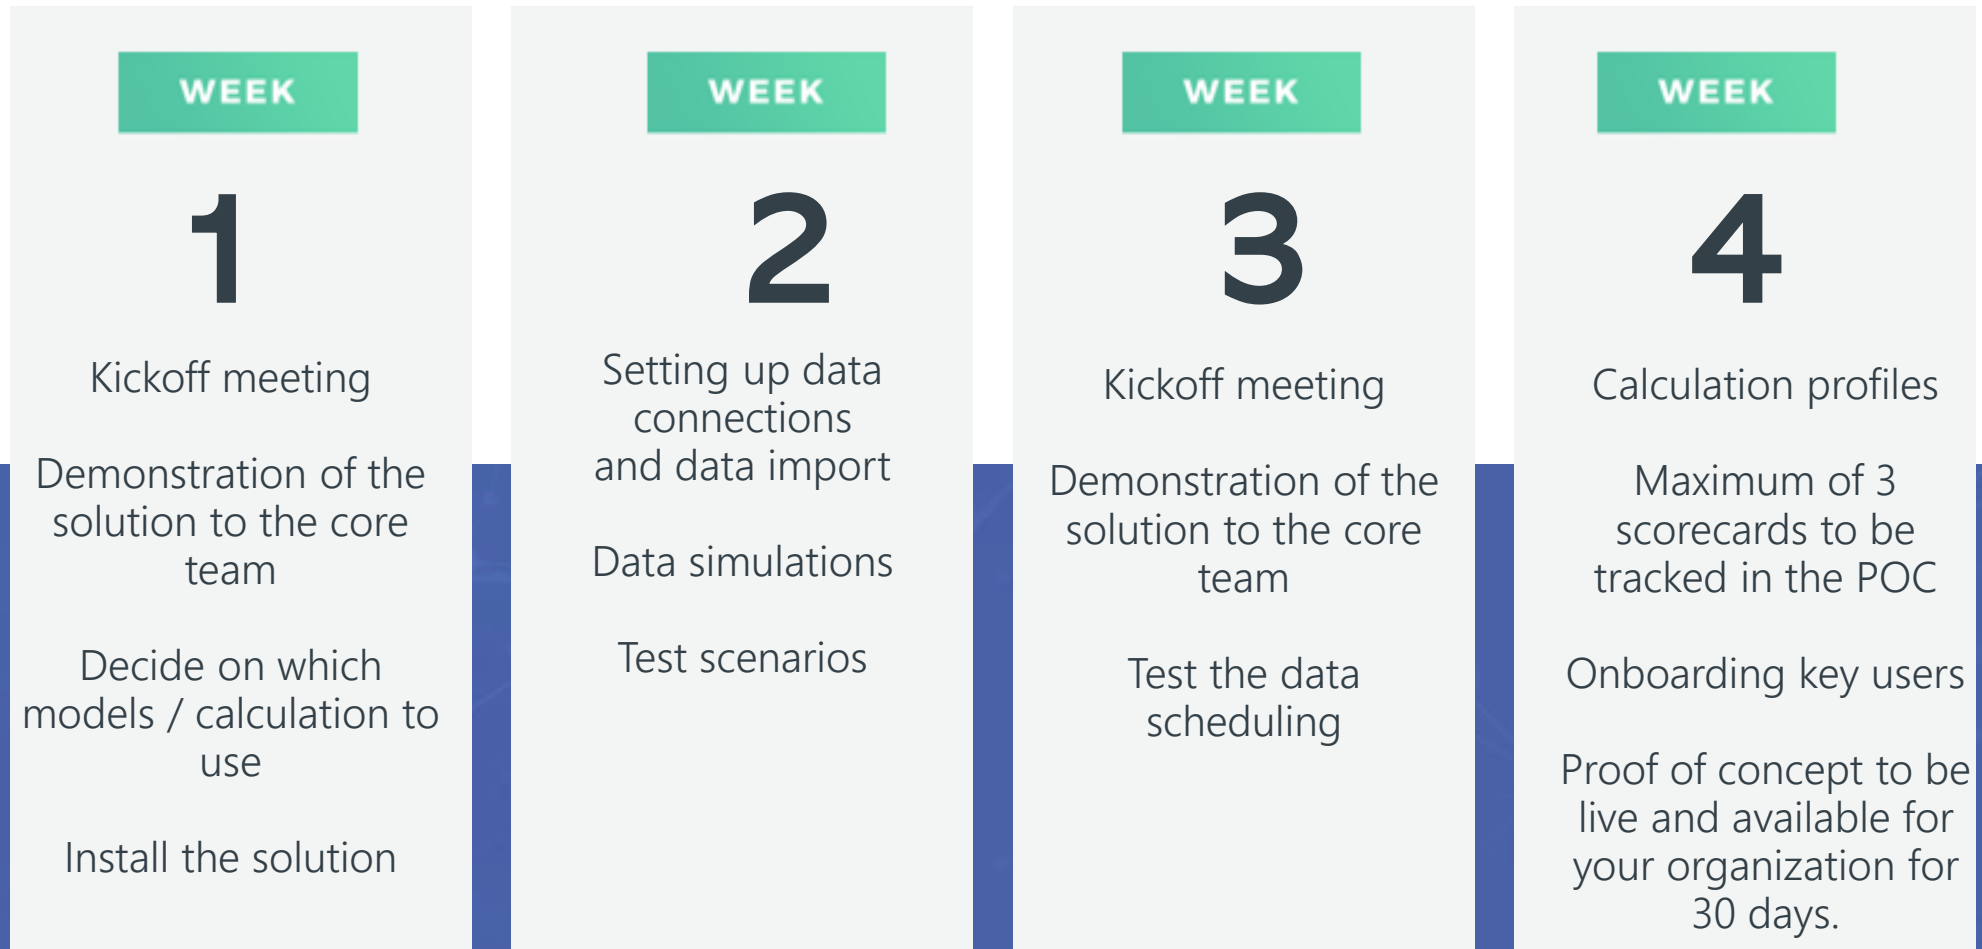 WEEK
1
Kickoff meeting
Demonstration of the
solution to the core
team
Decide on which
models / calculation to
use
Install the solution
WEEK
2
Setting up data
connections
and data import
Data simulations
Test scenarios
WEEK
3
Kickoff meeting
Demonstration of the
solution to the core
team
Test the data
scheduling
WEEK
4
Calculation profiles
Maximum of 3
scorecards to be
tracked in the POC
Onboarding key users
Proof of concept to be
live and available for
your organization for
30 days.